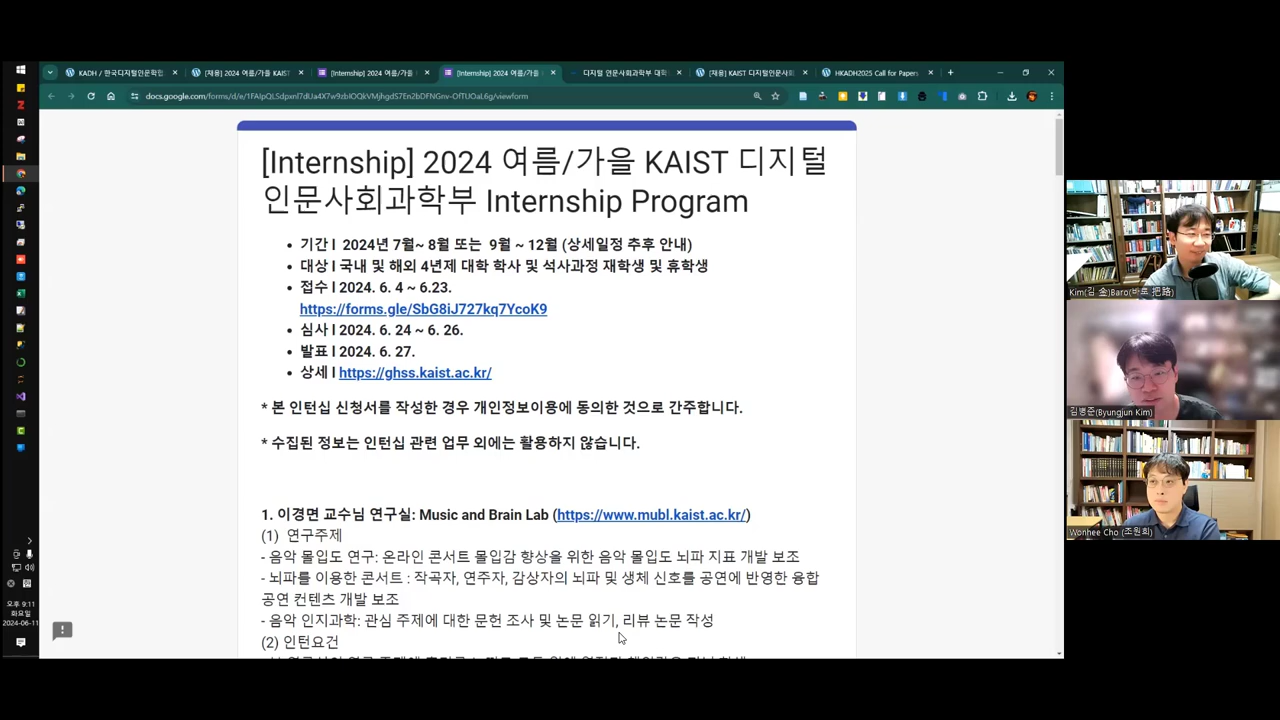 KADH / 한국디지털인문학협
[채용] 2024 여름/가을 KAIST
[Internship] 2024 여름/가을
[Internship] 2024 여름/가을
디지털 인문사회과학부 대학
[채용] KAIST 디지털인문사회
HKADH2025 Call for Papers
[Internship] 2024 여름/가을 KAIST 디지털
인문사회과학부 Internship Program
• 기간 l 2024년 7월~ 8월 또는 9월 ~ 12월 (상세일정 추후 안내)
• 대상 l 국내 및 해외 4년제 대학 학사 및 석사과정 재학생 및 휴학생
• 접수 l 2024. 6. 4 ~ 6.23.
https://forms.gle/SbG8iJ727kq7YcoK9
• 심사 l 2024. 6. 24 ~ 6. 26.
• 발표 l 2024. 6. 27.
• 상세 l https://ghss.kaist.ac.kr/
* 본 인턴십 신청서를 작성한 경우 개인정보이용에 동의한 것으로 간주합니다.
* 수집된 정보는 인턴십 관련 업무 외에는 활용하지 않습니다.
1. 이경면 교수님 연구실: Music and Brain Lab (https://www.mubl.kaist.ac.kr/)
(1) 연구주제
- 음악 몰입도 연구: 온라인 콘서트 몰입감 향상을 위한 음악 몰입도 뇌파 지표 개발 보조
- 뇌파를 이용한 콘서트 : 작곡자, 연주자, 감상자의 뇌파 및 생체 신호를 공연에 반영한 융합
공연 컨텐츠 개발 보조
- 음악 인지과학: 관심 주제에 대한 문헌 조사 및 논문 읽기, 리뷰 논문 작성
(2) 인턴요건
오후 9:11
화요일
2024-06-11
Kim(김 金)Baro(바로 把路)
김병준(Byungjun Kim)
Wonhee Cho (조원희)